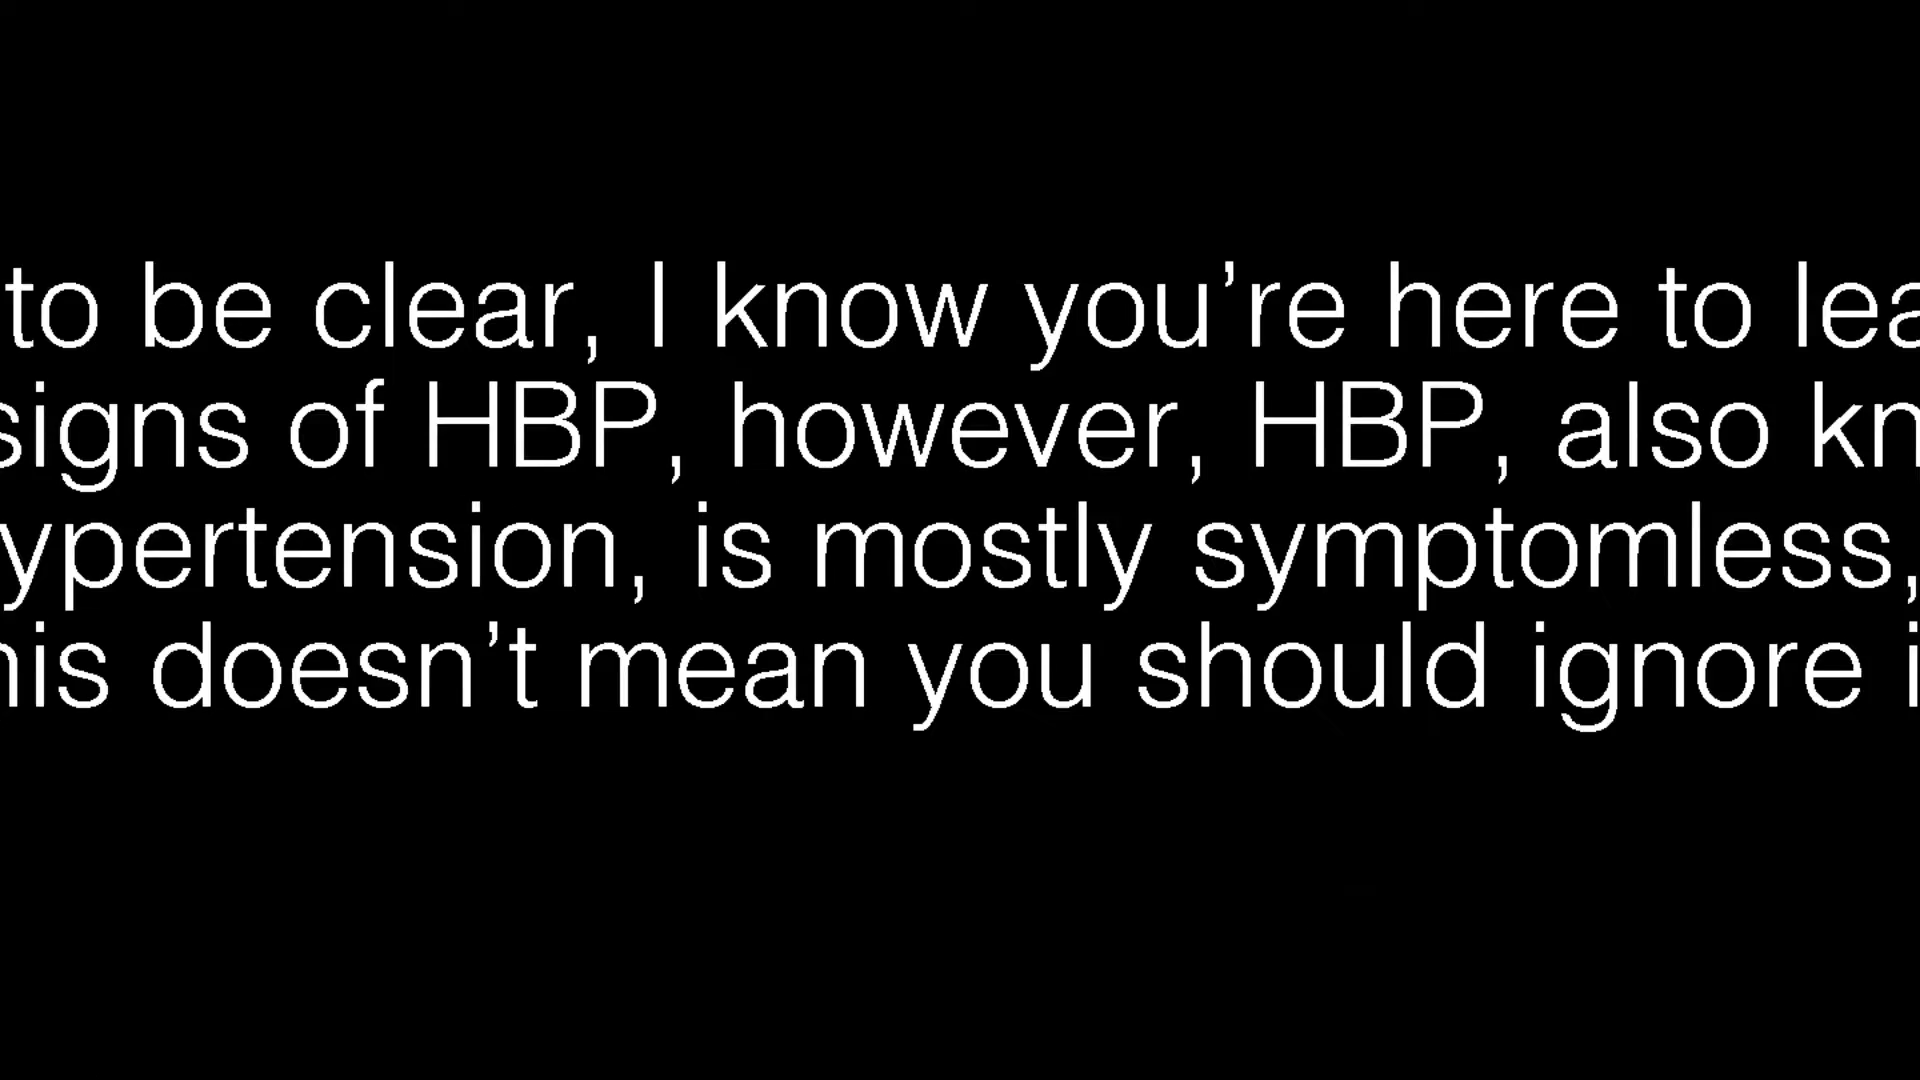 to be clear, I know you’re here to lea
signs of HBP, however, HBP, also kn
ypertension, is mostly symptomless,
his doesn’t mean you should ignore i